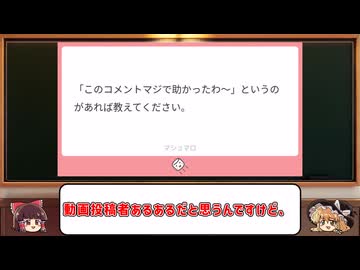 「このコメントマジで助かったわ〜」というの
があれば教えてください。
マシュマロ
動画投稿者あるあるだと思うんですけど、